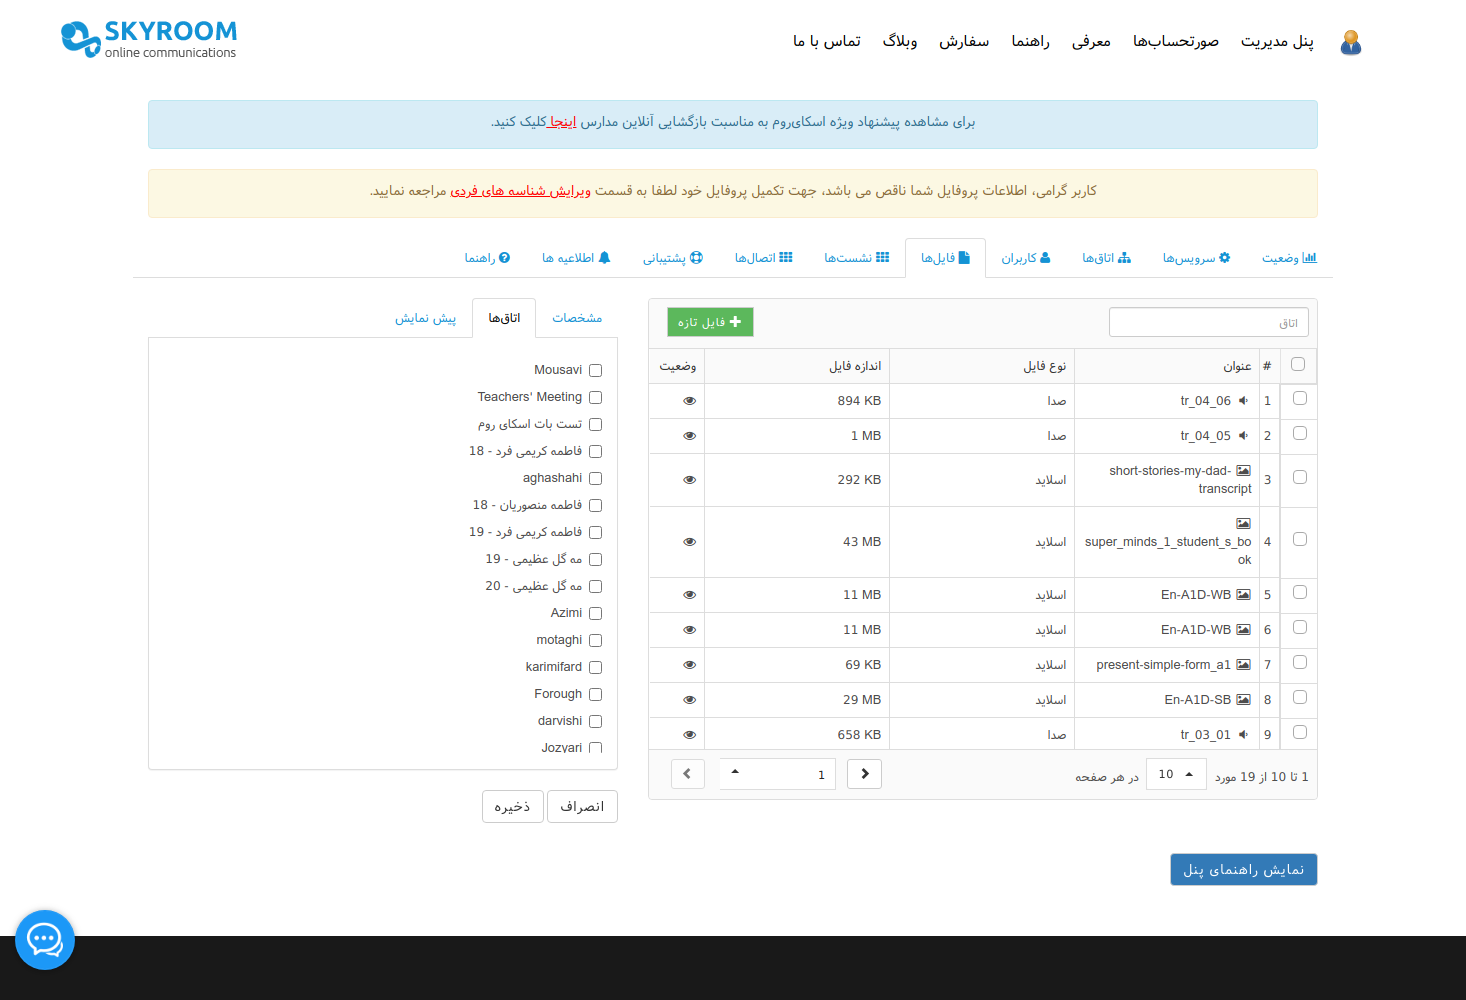 SKYROOM
online communications
پنل مدیریت صورتحساب‌ها معرفی راهنما سفارش وبلاگ تماس با ما
برای مشاهده پیشنهاد ویژه اسکای‌روم به مناسبت بازگشایی آنلاین مدارس اینجا کلیک کنید.
کاربر گرامی، اطلاعات پروفایل شما ناقص می باشد، جهت تکمیل پروفایل خود لطفا به قسمت ویرایش شناسه های فردی مراجعه نمایید.
وضعیت سرویس‌ها اتاق‌ها کاربران فایل‌ها نشست‌ها اتصال‌ها پشتیبانی اطلاعیه ها راهنما
اتاق فایل تازه
# عنوان نوع فایل اندازه فایل وضعیت
1 tr_04_06 صدا 894 KB
2 tr_04_05 صدا 1 MB
3 short-stories-my-dad- اسلاید 292 KB
transcript
4 super_minds_1_student_s_bo اسلاید 43 MB
ok
5 En-A1D-WB اسلاید 11 MB
6 En-A1D-WB اسلاید 11 MB
7 present-simple-form_a1 اسلاید 69 KB
8 En-A1D-SB اسلاید 29 MB
9 tr_03_01 صدا 658 KB
1 تا 10 از 19 مورد 10 در هر صفحه 1
مشخصات اتاق‌ها پیش نمایش
Mousavi
Teachers' Meeting
تست بات اسکای روم
فاطمه کریمی فرد - 18
aghashahi
فاطمه منصوریان - 18
فاطمه کریمی فرد - 19
مه گل عظیمی - 19
مه گل عظیمی - 20
Azimi
motaghi
karimifard
Forough
darvishi
Jozyari
انصراف ذخیره
نمایش راهنمای پنل